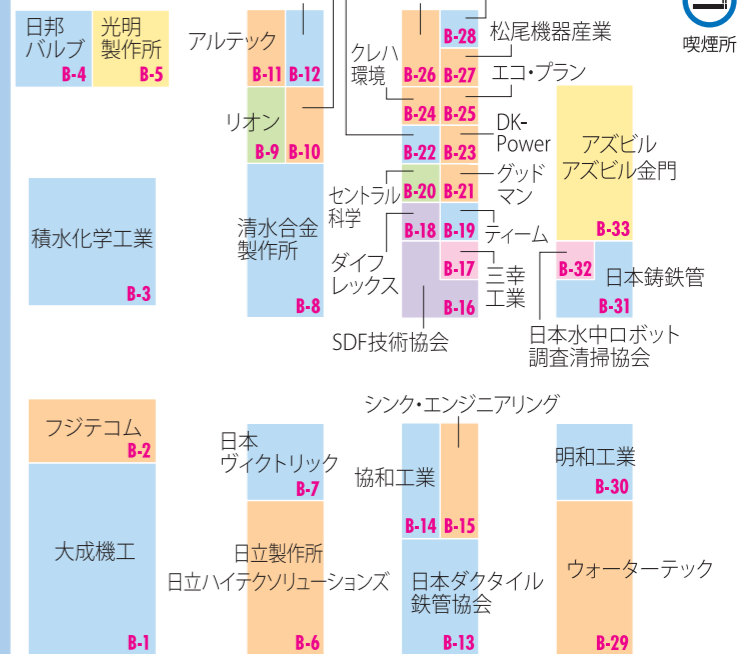 日邦
バルブ
B-4
光明
製作所
B-5
アルテック
B-11
B-12
クレハ
環境
B-26
B-28
松尾機器産業
B-27
エコ・プラン
喫煙所
リオン
B-9
B-10
B-24
B-25
B-22
B-23
DK-
Power
アズビル
アズビル金門
B-33
セントラル
科学
B-20
B-21
グッド
マン
積水化学工業
B-3
清水合金
製作所
B-8
ダイフ
レックス
B-18
B-19
ティーム
B-17
三幸
工業
B-16
SDF技術協会
B-32
日本鋳鉄管
B-31
日本水中ロボット
調査清掃協会
フジテコム
B-2
日本
ヴィクトリック
B-7
シンク・エンジニアリング
協和工業
B-14
B-15
明和工業
B-30
大成機工
B-1
日立製作所
日立ハイテクソリューションズ
B-6
日本ダクタイル
鉄管協会
B-13
ウォーターテック
B-29